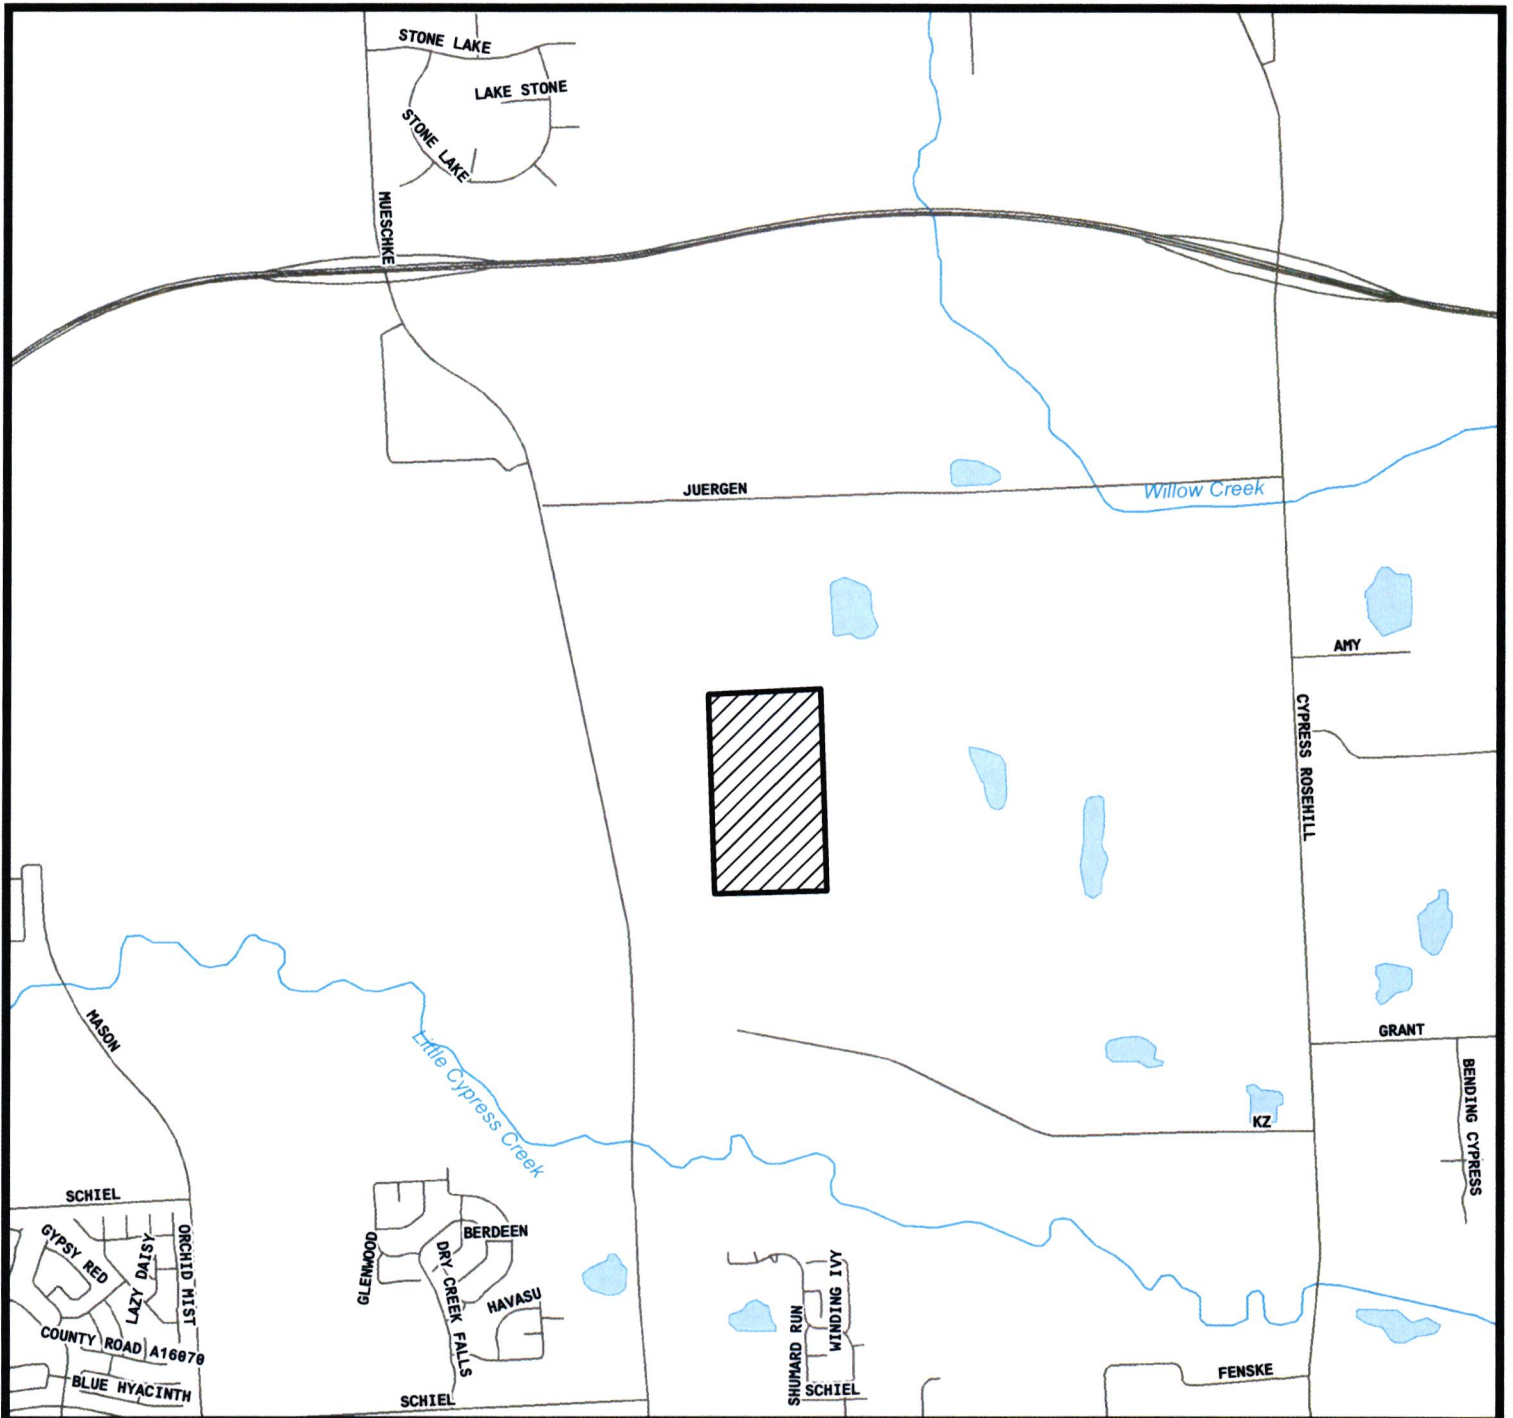 STONE LAKE
LAKE STONE
STONE LAKE
MUESCHKE
JUERGEN
Willow Creek
AMY
CYPRESS ROSEHILL
MASON
GRANT
Little Cypress Creek
BENDING CYPRESS
KZ
SCHIEL
GYPSY RED
LAZY DAISY
ORCHID MIST
GLENWOOD
BERDEEN
DRY CREEK FALLS
HAVASU
SHUMARD RUN
WINDING IVY
COUNTY ROAD A16070
BLUE HYACINTH
SCHIEL
SCHIEL
FENSKE